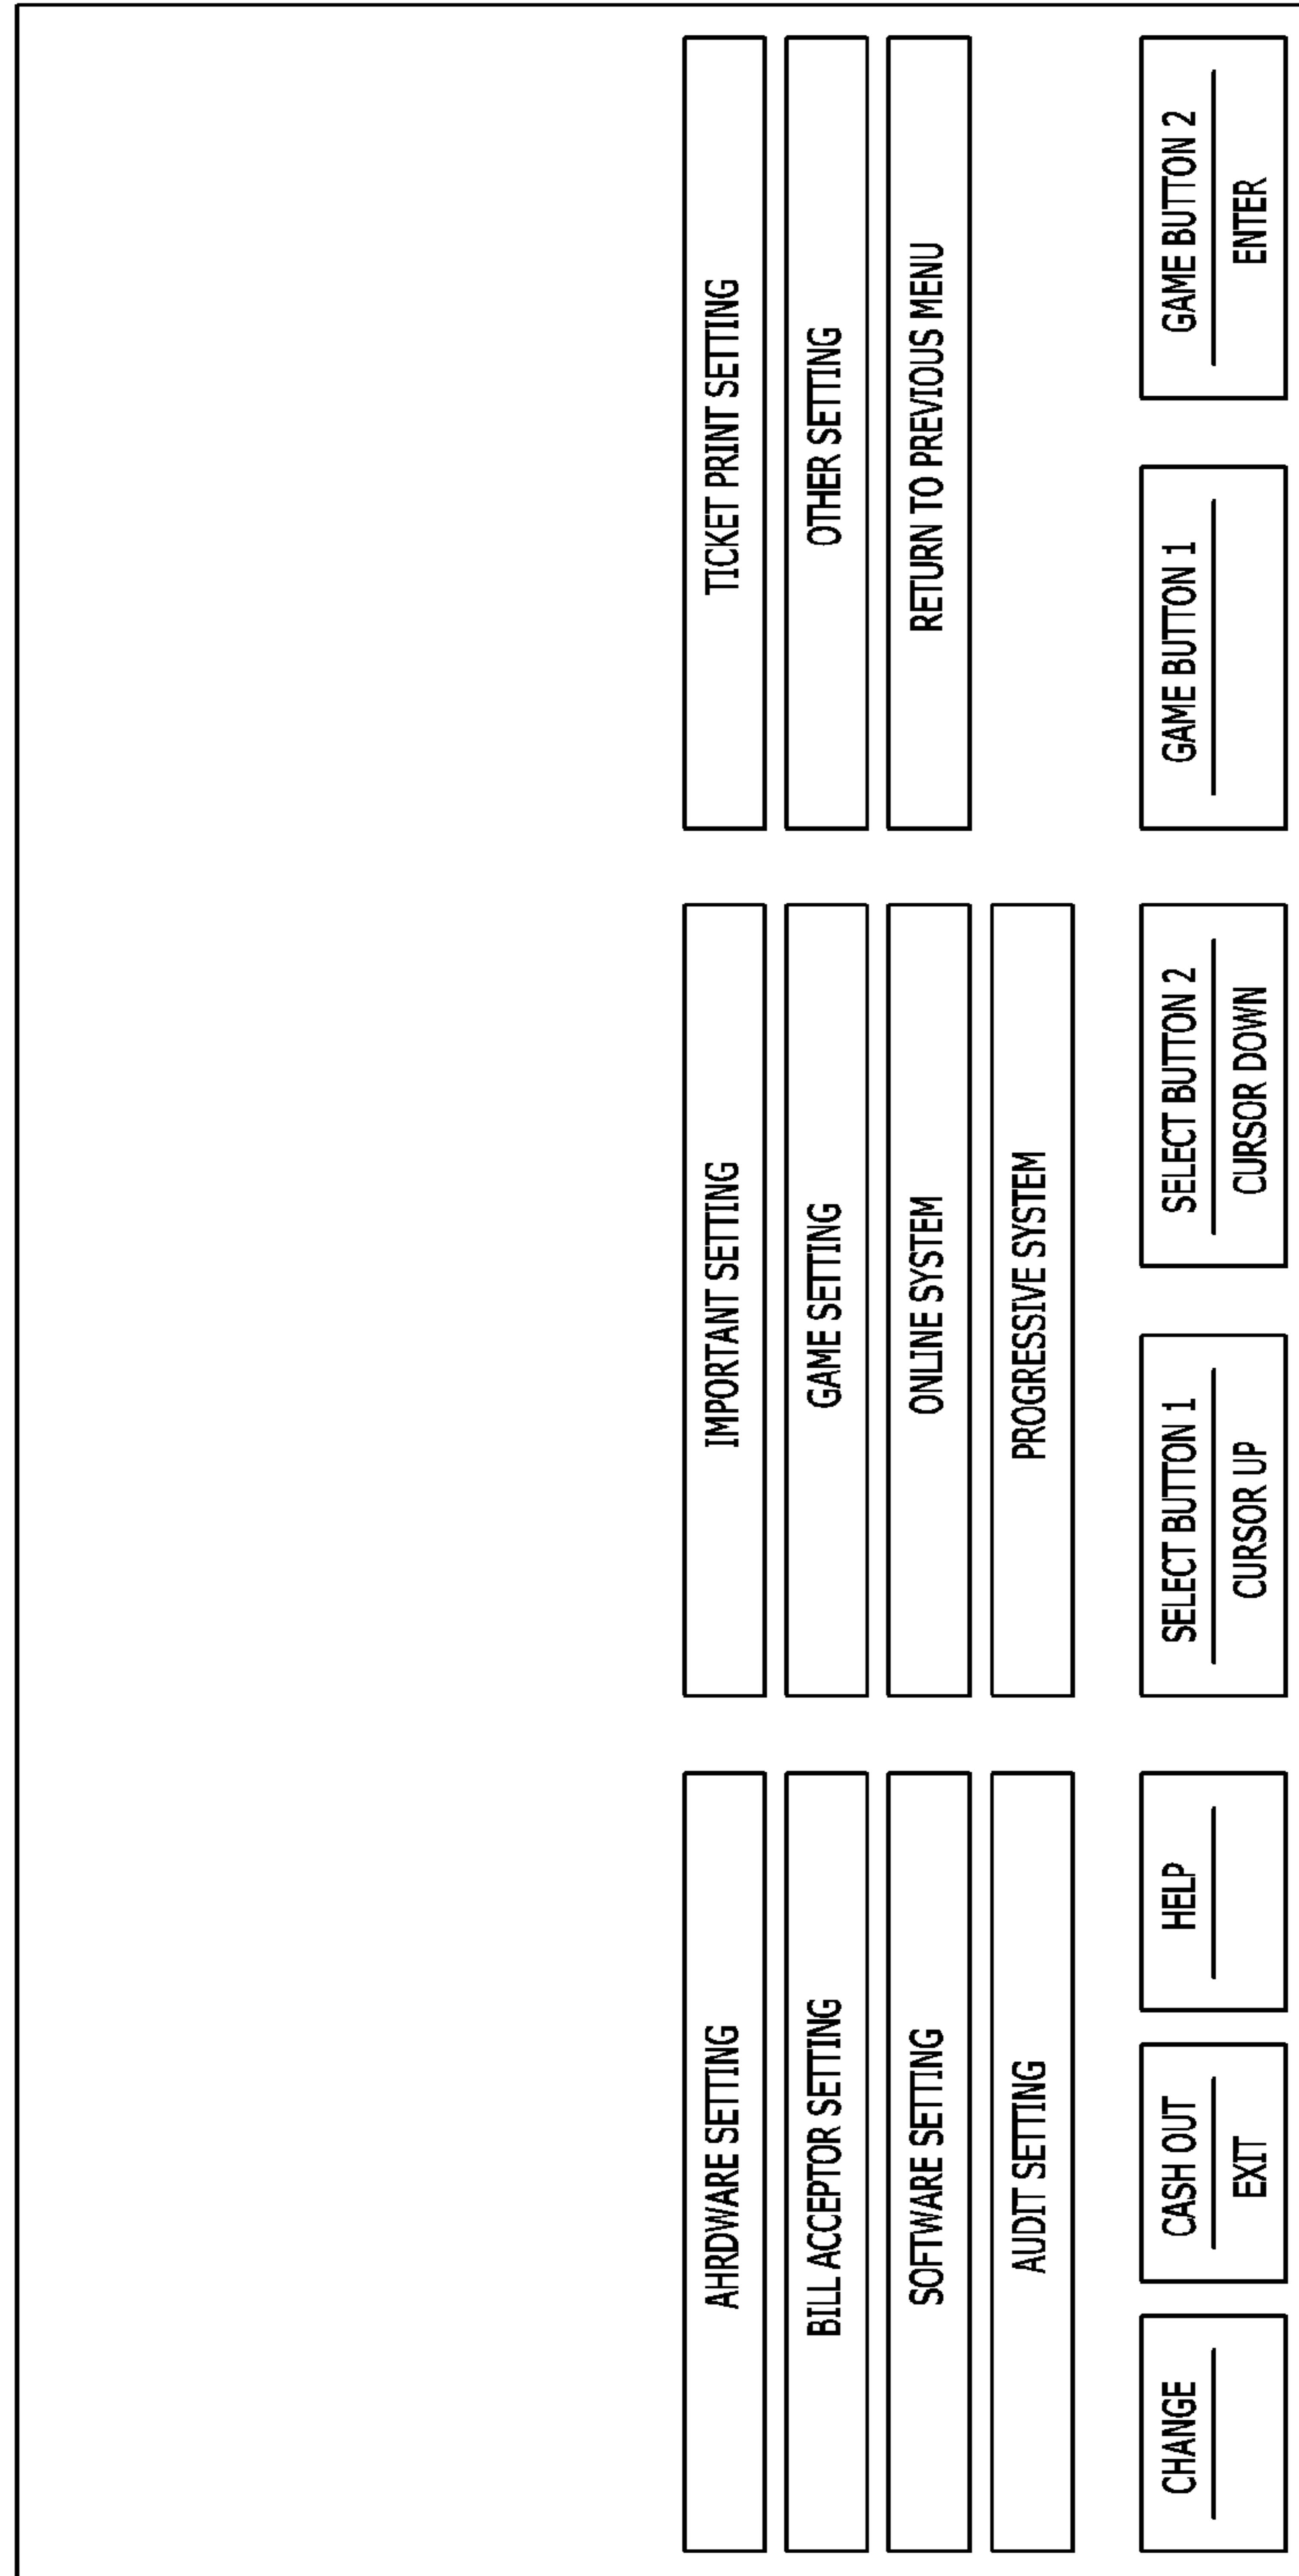 AHRDWARE SETTING
IMPORTANT SETTING
TICKET PRINT SETTING
BILL ACCEPTOR SETTING
GAME SETTING
OTHER SETTING
SOFTWARE SETTING
ONLINE SYSTEM
RETURN TO PREVIOUS MENU
AUDIT SETTING
PROGRESSIVE SYSTEM
CHANGE
CASH OUT
EXIT
HELP
SELECT BUTTON 1
CURSOR UP
SELECT BUTTON 2
CURSOR DOWN
GAME BUTTON 1
GAME BUTTON 2
ENTER